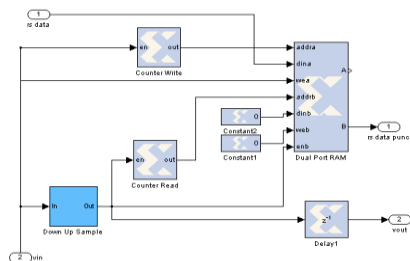 1
rs data
en out
Counter Write
addra
dina
wea
addrb
dinb
web
enb
A
B
Dual Port RAM
0
Constant2
0
Constant1
1
rs data punc
en out
Counter Read
In Out
Down Up Sample
z⁻¹
Delay1
2
vout
2
vin